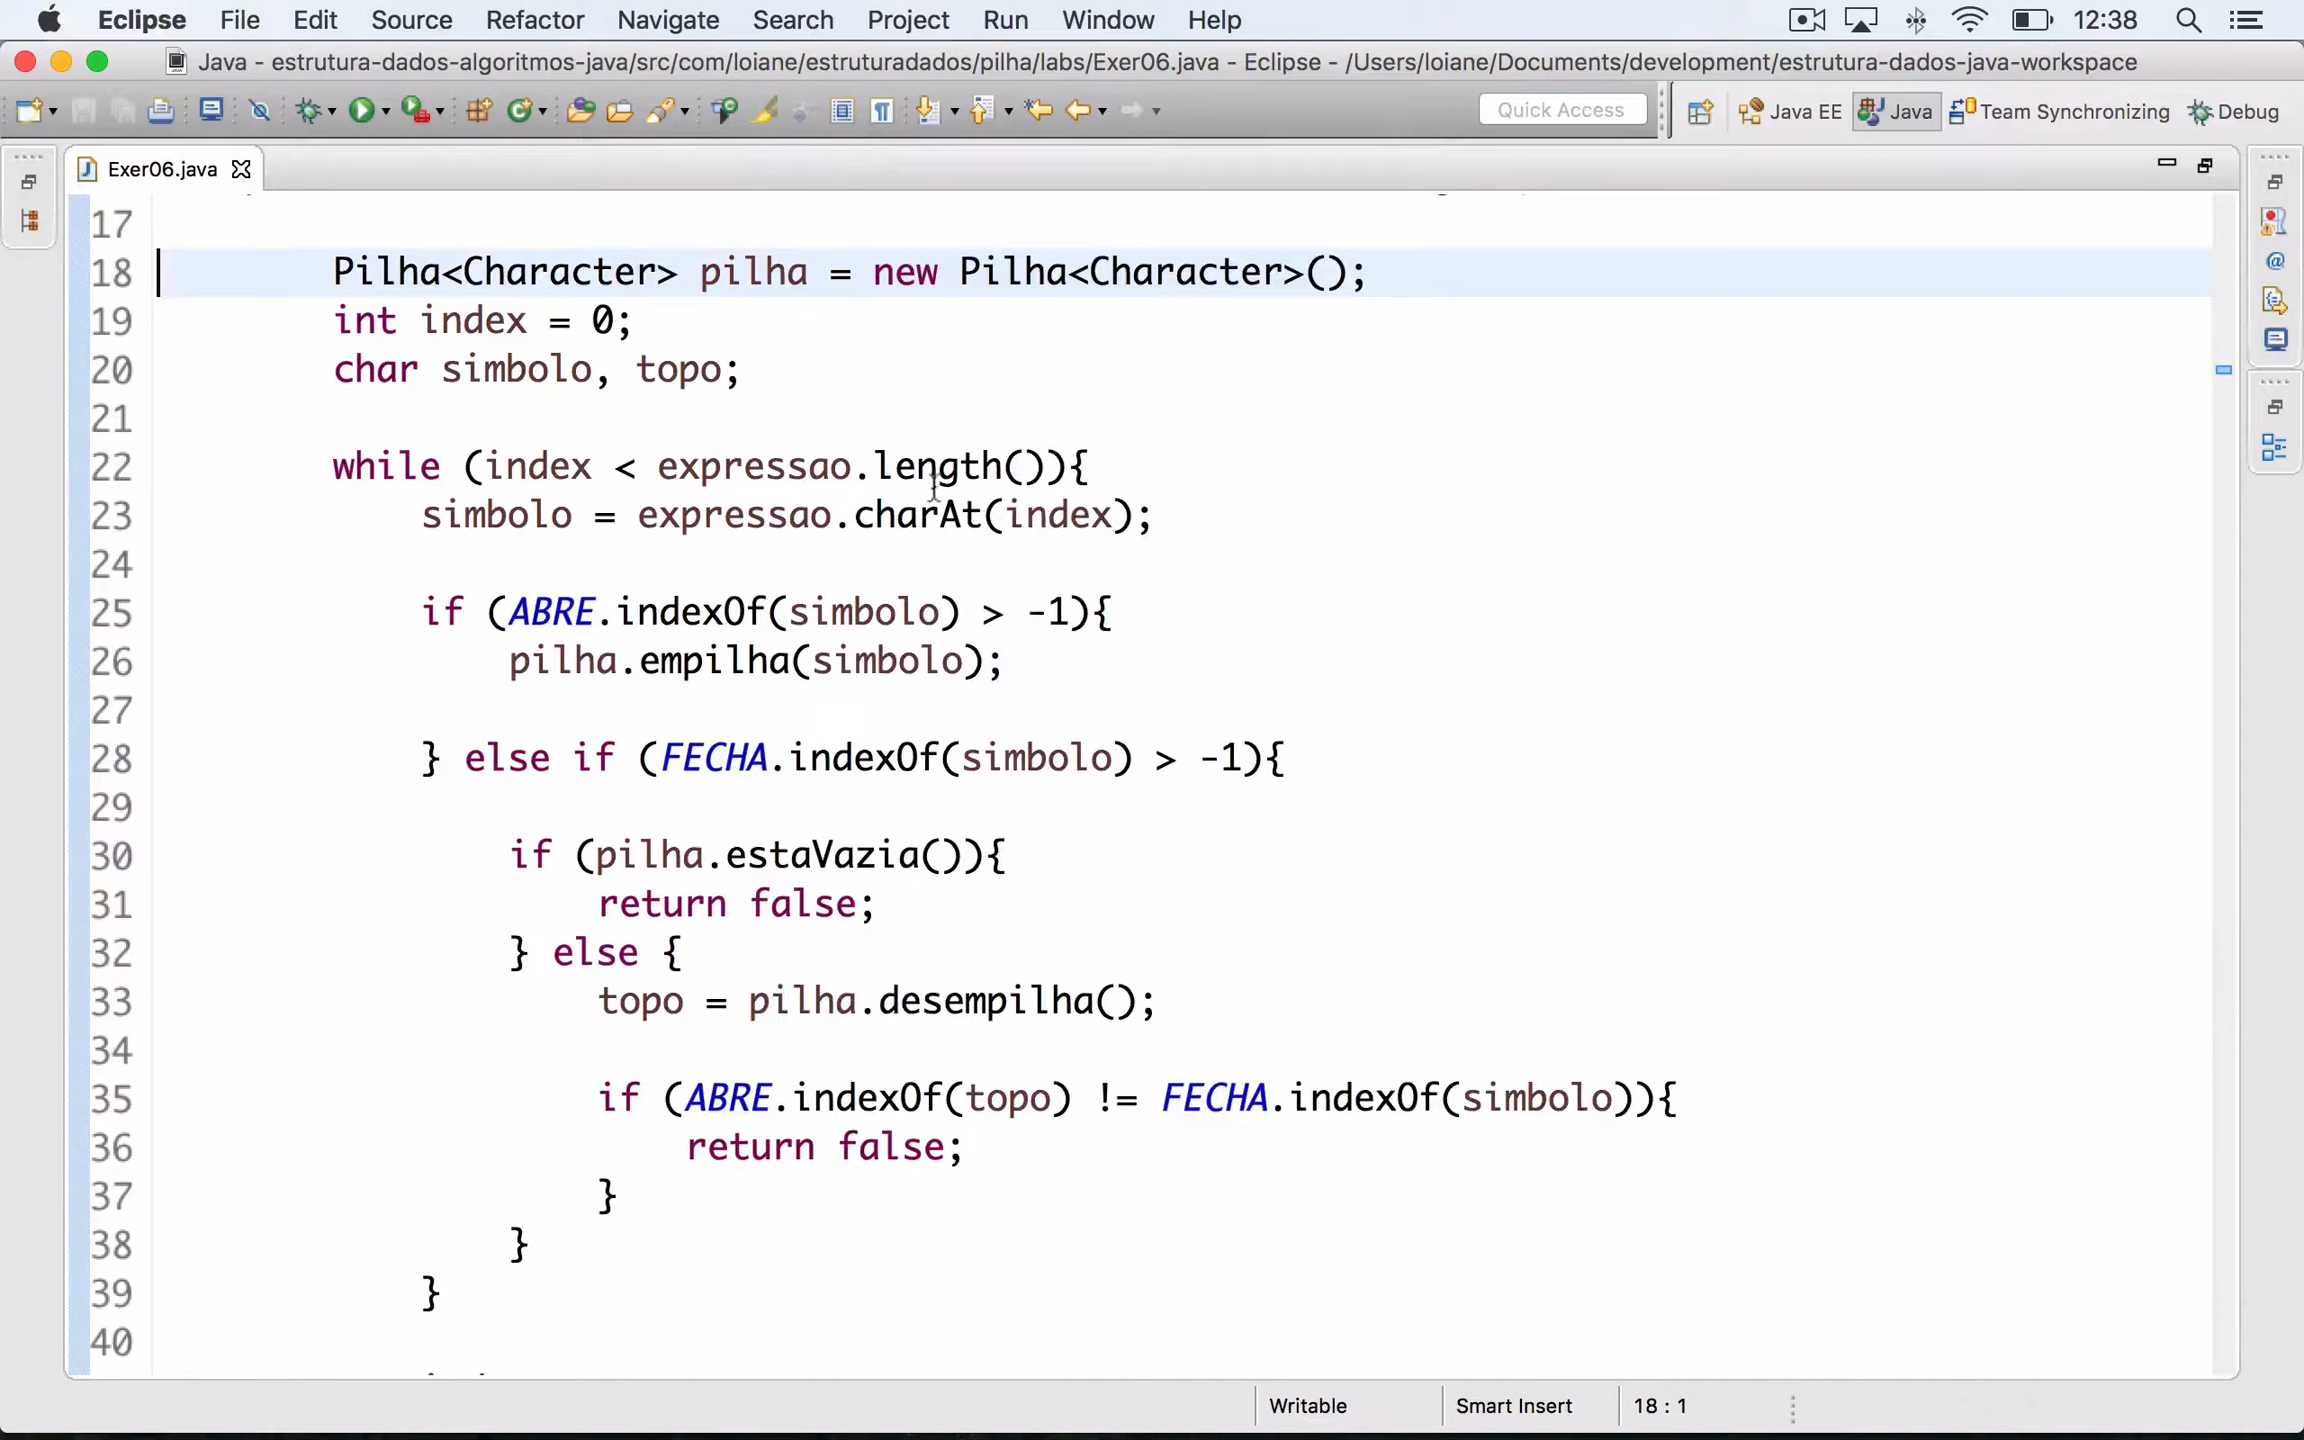 Eclipse File Edit Source Refactor Navigate Search Project Run Window Help 12:38
Java - estrutura-dados-algoritmos-java/src/com/loiane/estruturadados/pilha/labs/Exer06.java - Eclipse - /Users/loiane/Documents/development/estrutura-dados-java-workspace
Quick Access Java EE Java Team Synchronizing Debug
Exer06.java
17
18 Pilha<Character> pilha = new Pilha<Character>();
19 int index = 0;
20 char simbolo, topo;
21
22 while (index < expressao.length()){
23 simbolo = expressao.charAt(index);
24
25 if (ABRE.indexOf(simbolo) > -1){
26 pilha.empilha(simbolo);
27
28 } else if (FECHA.indexOf(simbolo) > -1){
29
30 if (pilha.estaVazia()){
31 return false;
32 } else {
33 topo = pilha.desempilha();
34
35 if (ABRE.indexOf(topo) != FECHA.indexOf(simbolo)){
36 return false;
37 }
38 }
39 }
40
Writable Smart Insert 18 : 1